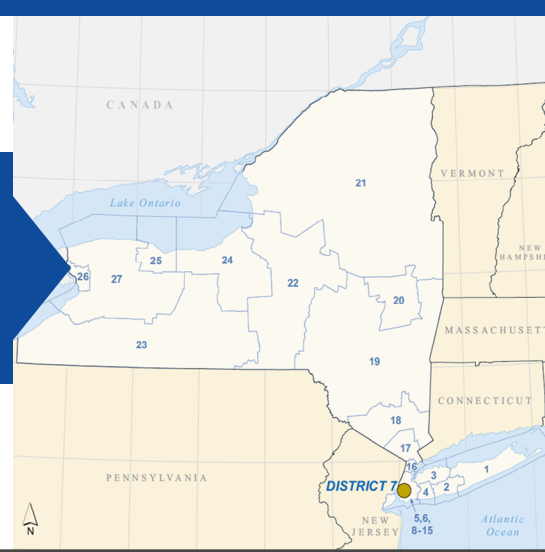 CANADA
21
VERMONT
Lake Ontario
NEW
HAMPSH
25
24
26
27
22
20
MASSACHUSETT
23
19
CONNECTICUT
18
17
16
1
3
PENNSYLVANIA
DISTRICT 7
4
2
5,6,
8-15
NEW
JERSEY
Atlantic
Ocean
N